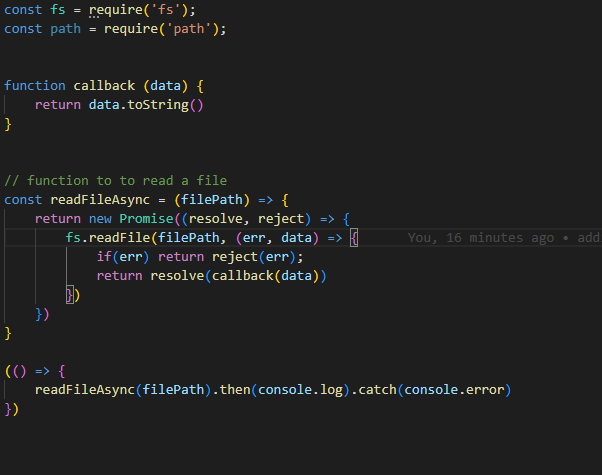 const fs = require('fs');
const path = require('path');
function callback (data) {
return data.toString()
}
// function to to read a file
const readFileAsync = (filePath) => {
return new Promise((resolve, reject) => {
fs.readFile(filePath, (err, data) => { You, 16 minutes ago • add
if(err) return reject(err);
return resolve(callback(data))
})
})
}
(() => {
readFileAsync(filePath).then(console.log).catch(console.error)
})